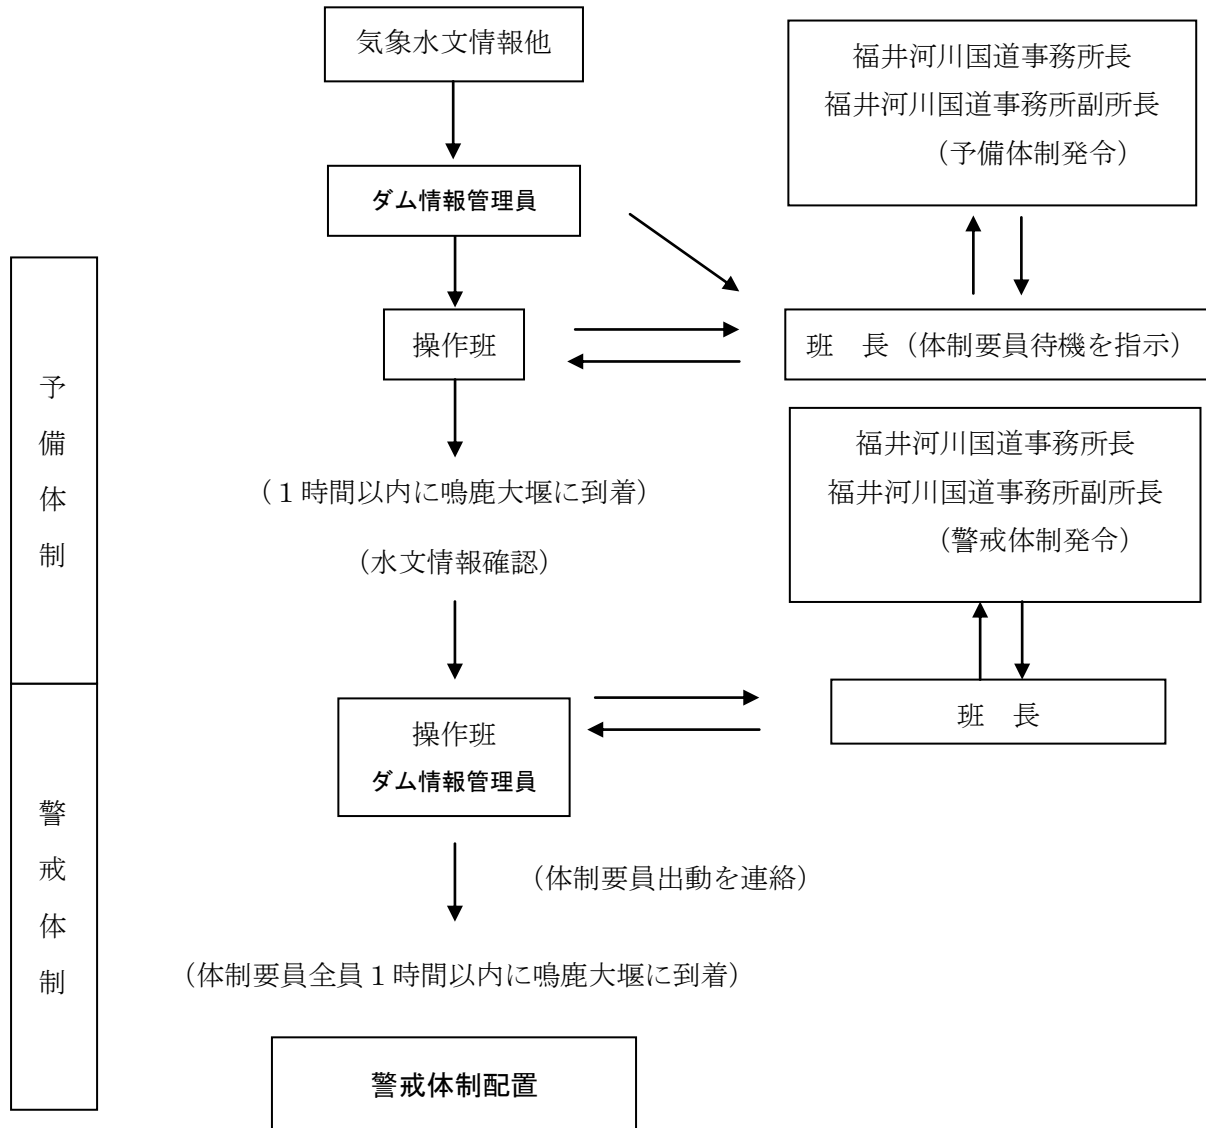 気象水文情報他
福井河川国道事務所長
福井河川国道事務所副所長
（予備体制発令）
ダム情報管理員
操作班
班　長（体制要員待機を指示）
予備体制
（１時間以内に鳴鹿大堰に到着）
（水文情報確認）
福井河川国道事務所長
福井河川国道事務所副所長
（警戒体制発令）
班　長
操作班
ダム情報管理員
警戒体制
（体制要員出動を連絡）
（体制要員全員１時間以内に鳴鹿大堰に到着）
警戒体制配置